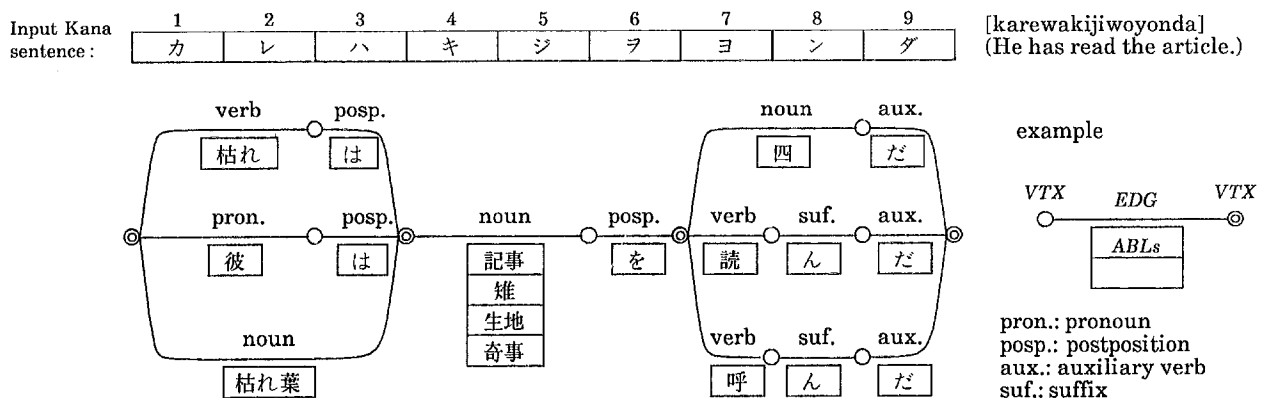 Input Kana sentence :
1 2 3 4 5 6 7 8 9
カ レ ハ キ ジ ヲ ヨ ン ダ
[karewakijiwoyonda]
(He has read the article.)
verb posp.
枯れ は
pron. posp.
彼 は
noun
枯れ葉
noun posp.
記事 を
雉
生地
奇事
noun aux.
四 だ
verb suf. aux.
読 ん だ
verb suf. aux.
呼 ん だ
example
VTX EDG VTX
ABLs
pron.: pronoun
posp.: postposition
aux.: auxiliary verb
suf.: suffix